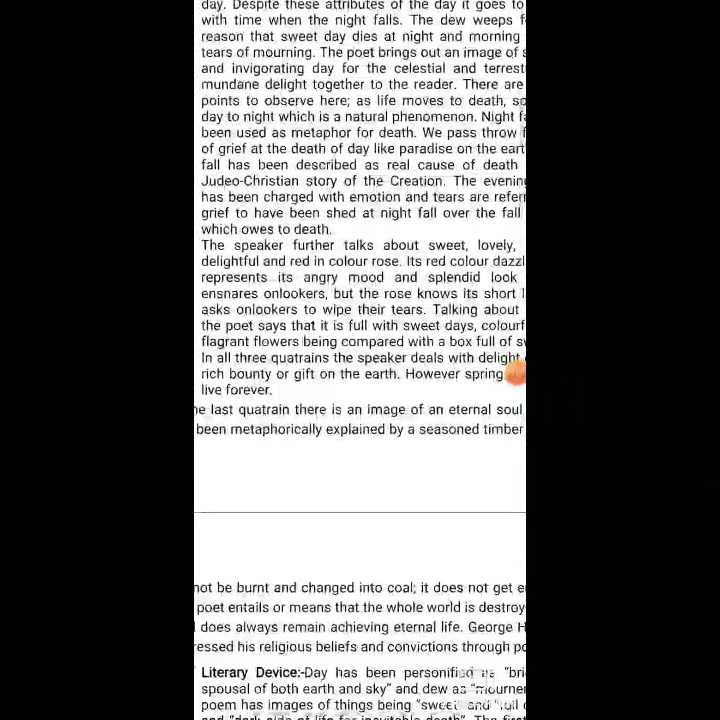 day. Despite these attributes of the day it goes to
with time when the night falls. The dew weeps
reason that sweet day dies at night and morning
tears of mourning. The poet brings out an image of
and invigorating day for the celestial and
mundane delight together to the reader. There are
points to observe here; as life moves to death,
day to night which is a natural phenomenon. Night
been used as metaphor for death. We pass throw
of grief at the death of day like paradise on the
fall has been described as real cause of death
Judeo-Christian story of the Creation. The
has been charged with emotion and tears are
grief to have been shed at night fall over the fall
which owes to death.
The speaker further talks about sweet, lovely,
delightful and red in colour rose. Its red colour
represents its angry mood and splendid look
ensnares onlookers, but the rose knows its short
asks onlookers to wipe their tears. Talking about
the poet says that it is full with sweet days,
flagrant flowers being compared with a box full of
In all three quatrains the speaker deals with delight
rich bounty or gift on the earth. However spring
live forever.
last quatrain there is an image of an eternal soul
been metaphorically explained by a seasoned timber
not be burnt and changed into coal; it does not get
poet entails or means that the whole world is
does always remain achieving eternal life. George
his religious beliefs and convictions through
Literary Device:-Day has been personified as
spousal of both earth and sky" and dew as
poem has images of things being "sweet and
and "dark side of life for inevitable death". The